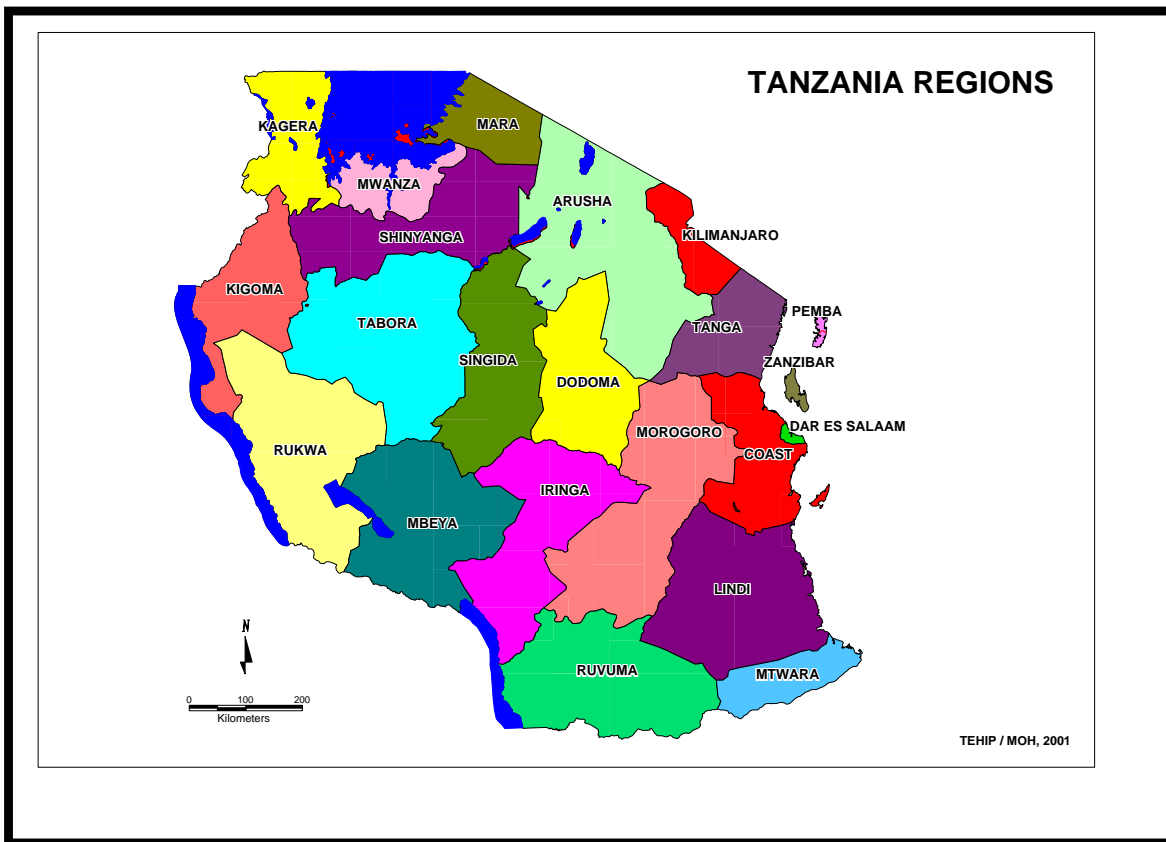 TANZANIA REGIONS
KAGERA
MARA
MWANZA
ARUSHA
SHINYANGA
KILIMANJARO
KIGOMA
TABORA
PEMBA
TANGA
SINGIDA
ZANZIBAR
DODOMA
DAR ES SALAAM
MOROGORO
RUKWA
COAST
IRINGA
MBEYA
LINDI
N
RUVUMA
MTWARA
0 100 200
Kilometers
TEHIP / MOH, 2001